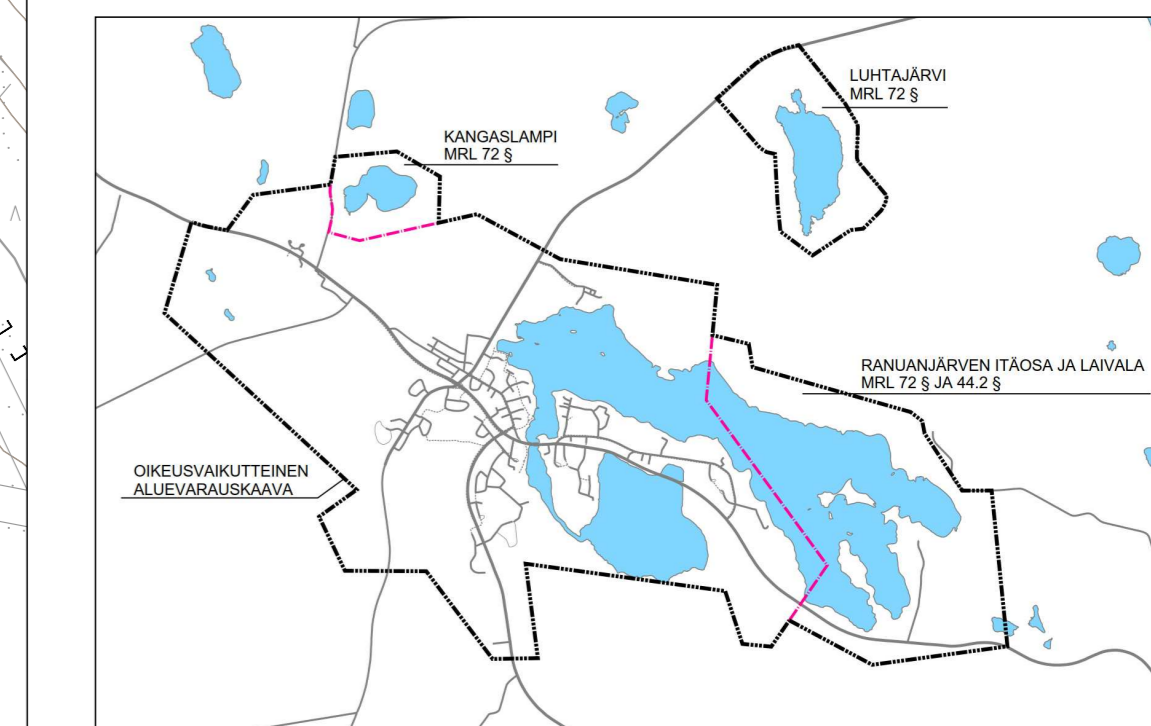 LUHTAJÄRVI
MRL 72 §
KANGASLAMPI
MRL 72 §
RANUANJÄRVEN ITÄOSA JA LAIVALA
MRL 72 § JA 44.2 §
OIKEUSVAIKUTTEINEN
ALUEVARAUSKAAVA